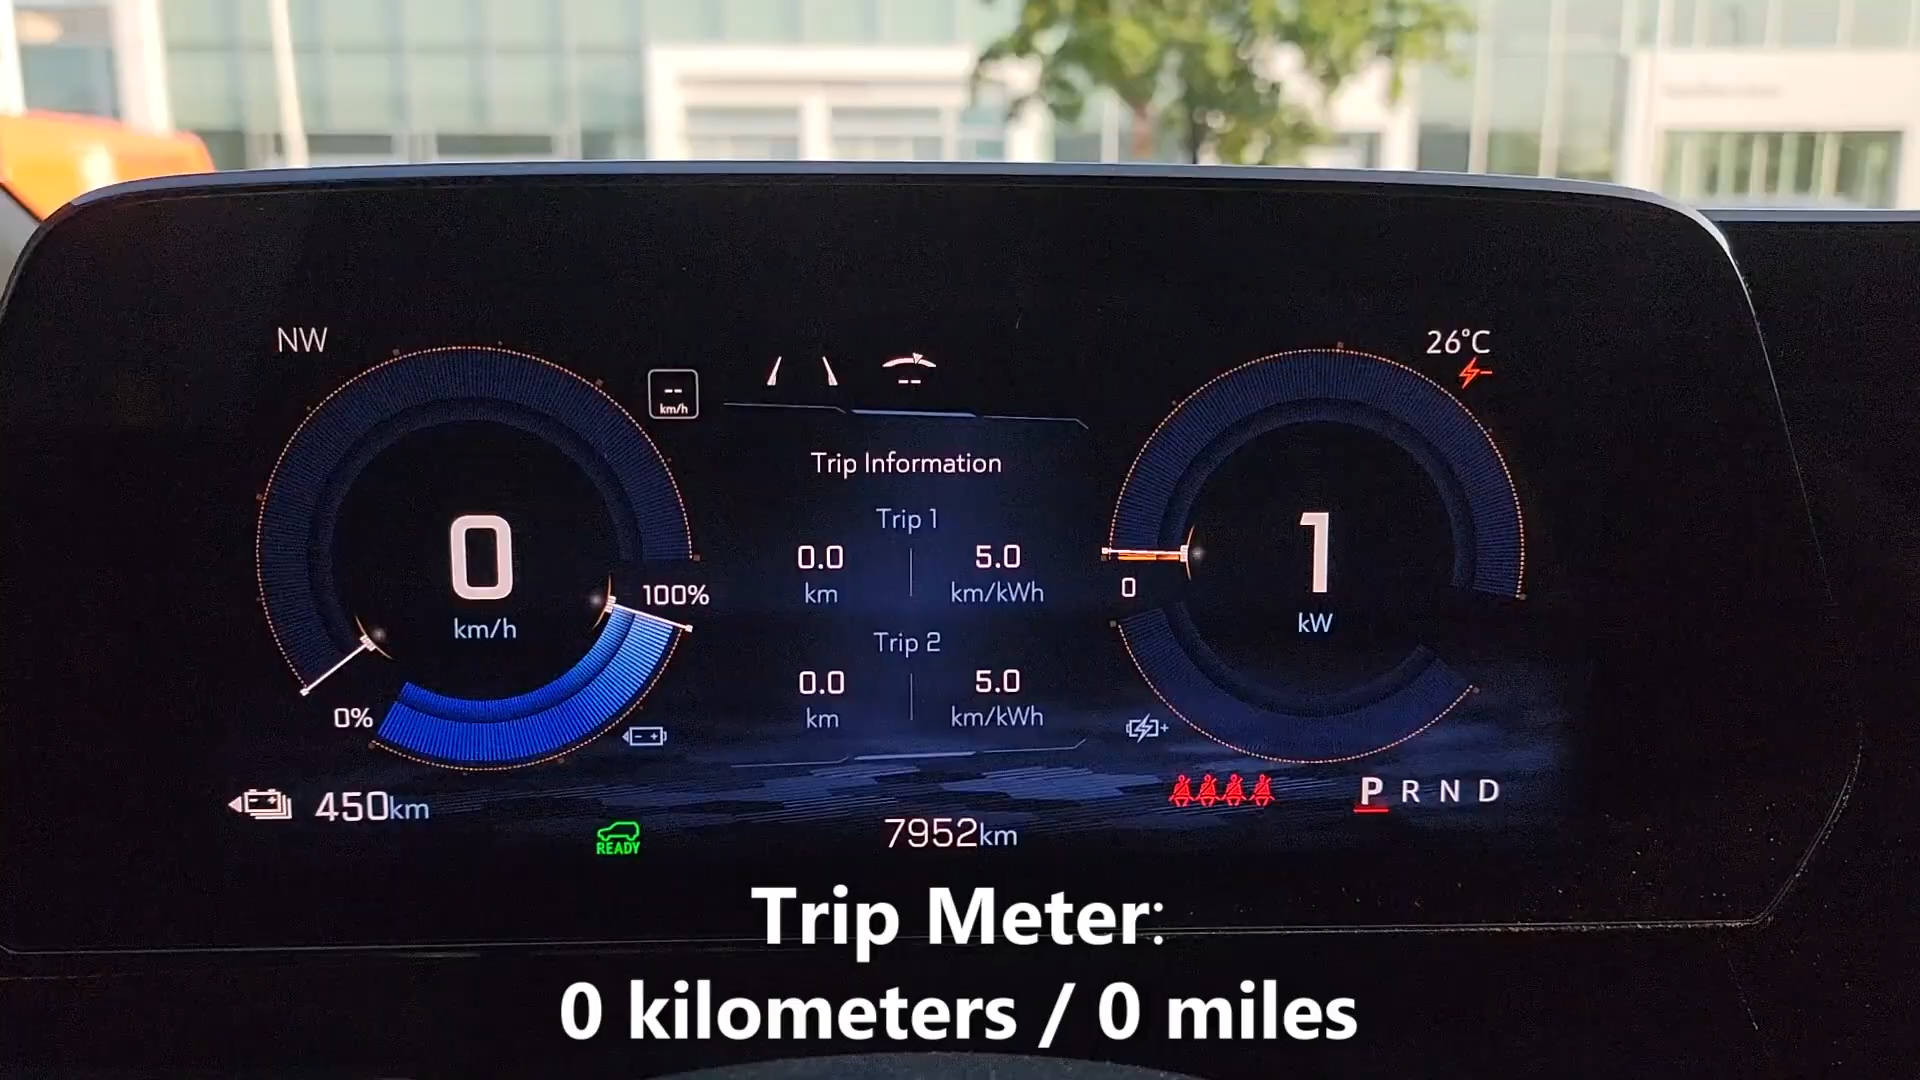 NW
26°C
--
km/h
--
Trip Information
Trip 1
0.0
5.0
km
km/kWh
0
km/h
100%
0
1
kW
Trip 2
0.0
5.0
km
km/kWh
0%
450km
READY
7952km
P R N D
Trip Meter:
0 kilometers / 0 miles